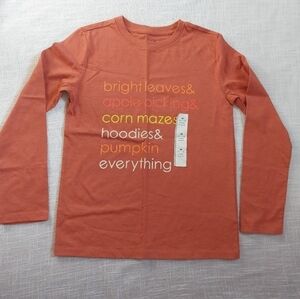 bright leaves&
apple picking&
corn mazes
hoodies&
pumpkin
everything